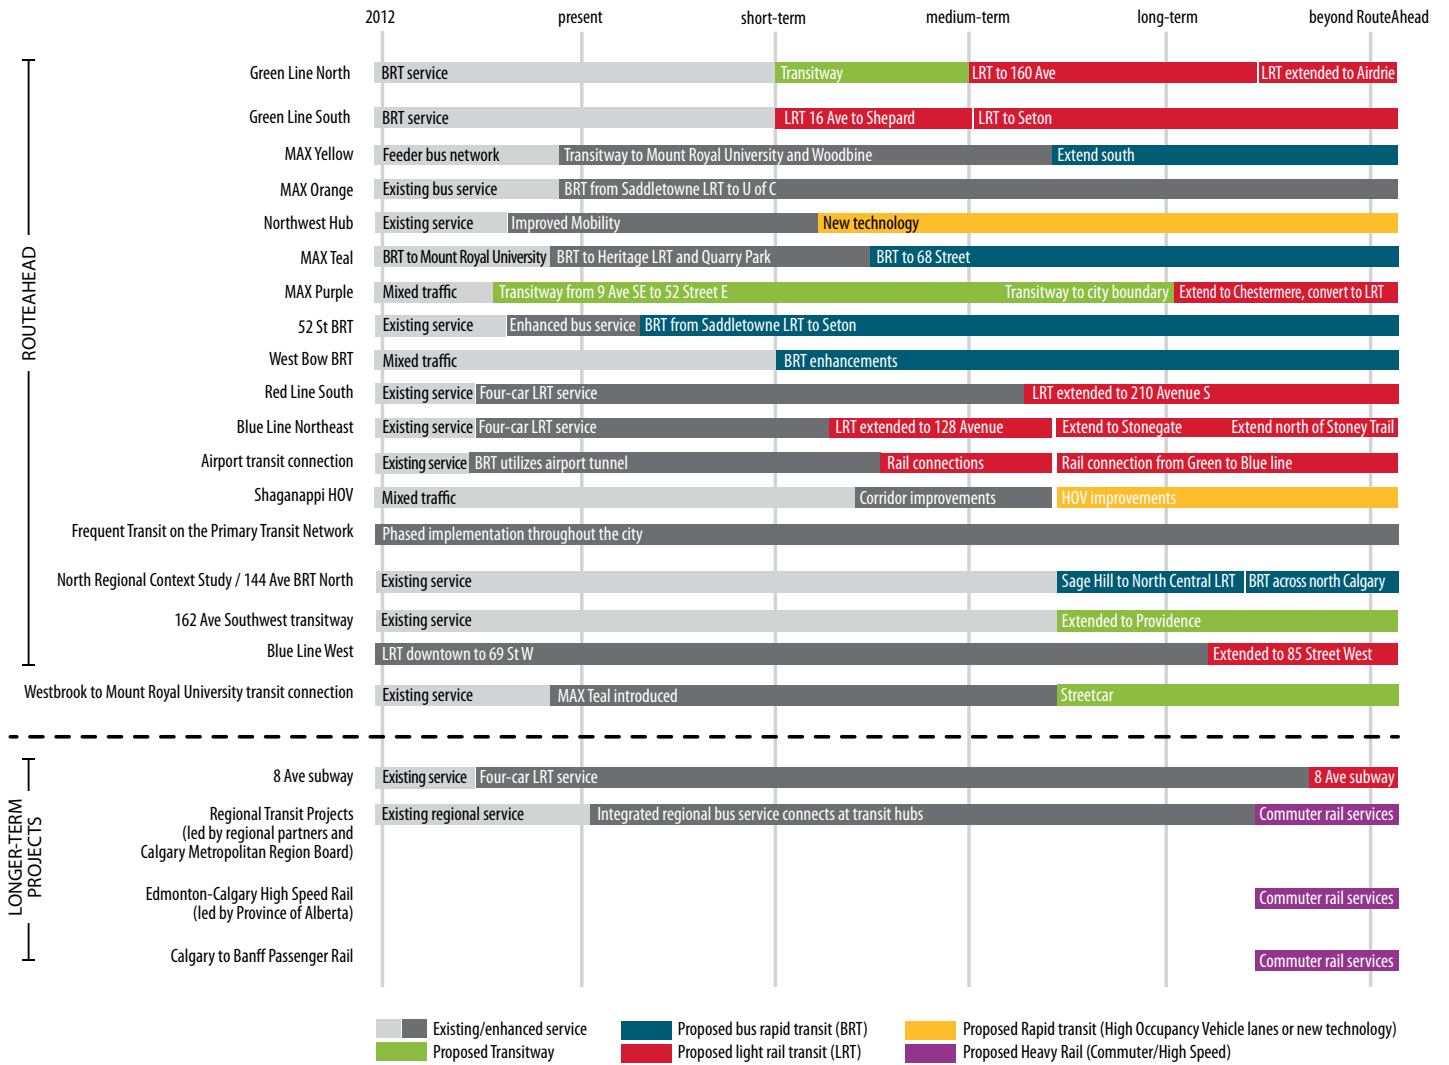 2012 present short-term medium-term long-term beyond RouteAhead
ROUTEAHEAD
Green Line North BRT service Transitway LRT to 160 Ave LRT extended to Airdrie
Green Line South BRT service LRT 16 Ave to Shepard LRT to Seton
MAX Yellow Feeder bus network Transitway to Mount Royal University and Woodbine Extend south
MAX Orange Existing bus service BRT from Saddletowne LRT to U of C
Northwest Hub Existing service Improved Mobility New technology
MAX Teal BRT to Mount Royal University BRT to Heritage LRT and Quarry Park BRT to 68 Street
MAX Purple Mixed traffic Transitway from 9 Ave SE to 52 Street E Transitway to city boundary Extend to Chestermere, convert to LRT
52 St BRT Existing service Enhanced bus service BRT from Saddletowne LRT to Seton
West Bow BRT Mixed traffic BRT enhancements
Red Line South Existing service Four-car LRT service LRT extended to 210 Avenue S
Blue Line Northeast Existing service Four-car LRT service LRT extended to 128 Avenue Extend to Stonegate Extend north of Stoney Trail
Airport transit connection Existing service BRT utilizes airport tunnel Rail connections Rail connection from Green to Blue line
Shaganappi HOV Mixed traffic Corridor improvements HOV improvements
Frequent Transit on the Primary Transit Network Phased implementation throughout the city
North Regional Context Study / 144 Ave BRT North Existing service Sage Hill to North Central LRT BRT across north Calgary
162 Ave Southwest transitway Existing service Extended to Providence
Blue Line West LRT downtown to 69 St W Extended to 85 Street West
Westbrook to Mount Royal University transit connection Existing service MAX Teal introduced Streetcar
LONGER-TERM
PROJECTS
8 Ave subway Existing service Four-car LRT service 8 Ave subway
Regional Transit Projects Existing regional service Integrated regional bus service connects at transit hubs Commuter rail services
(led by regional partners and
Calgary Metropolitan Region Board)
Edmonton-Calgary High Speed Rail Commuter rail services
(led by Province of Alberta)
Calgary to Banff Passenger Rail Commuter rail services
Existing/enhanced service Proposed bus rapid transit (BRT) Proposed Rapid transit (High Occupancy Vehicle lanes or new technology)
Proposed Transitway Proposed light rail transit (LRT) Proposed Heavy Rail (Commuter/High Speed)